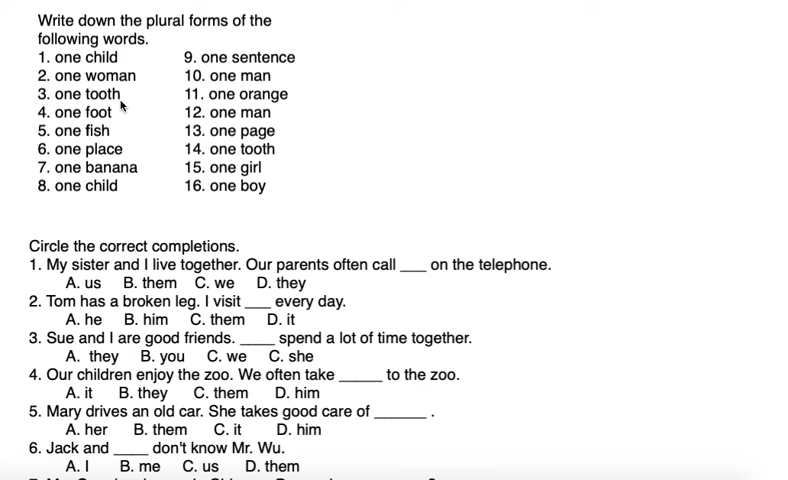 Write down the plural forms of the
following words.
1. one child
2. one woman
3. one tooth
4. one foot
5. one fish
6. one place
7. one banana
8. one child
9. one sentence
10. one man
11. one orange
12. one man
13. one page
14. one tooth
15. one girl
16. one boy
Circle the correct completions.
1. My sister and I live together. Our parents often call ___ on the telephone.
A. us B. them C. we D. they
2. Tom has a broken leg. I visit ___ every day.
A. he B. him C. them D. it
3. Sue and I are good friends. ____ spend a lot of time together.
A. they B. you C. we C. she
4. Our children enjoy the zoo. We often take _____ to the zoo.
A. it B. they C. them D. him
5. Mary drives an old car. She takes good care of ______ .
A. her B. them C. it D. him
6. Jack and ____ don't know Mr. Wu.
A. I B. me C. us D. them